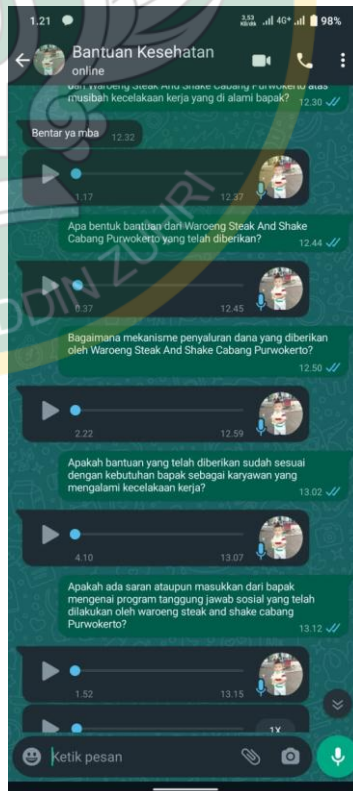 1.21
3,53 KB/ds 4G+ 98%
Bantuan Kesehatan
online
dari Waroeng Steak And Shake Cabang Purwokerto atas
musibah kecelakaan kerja yang di alami bapak?
12.30
Bentar ya mba 12.32
1.17 12.37
Apa bentuk bantuan dari Waroeng Steak And Shake
Cabang Purwokerto yang telah diberikan?
12.44
0.37 12.45
Bagaimana mekanisme penyaluran dana yang diberikan
oleh Waroeng Steak And Shake Cabang Purwokerto?
12.50
2.22 12.59
Apakah bantuan yang telah diberikan sudah sesuai
dengan kebutuhan bapak sebagai karyawan yang
mengalami kecelakaan kerja?
13.02
4.10 13.07
Apakah ada saran ataupun masukkan dari bapak
mengenai program tanggung jawab sosial yang telah
dilakukan oleh waroeng steak and shake cabang
Purwokerto?
13.12
1.52 13.15
1X
Ketik pesan
DDIN ZUHRI